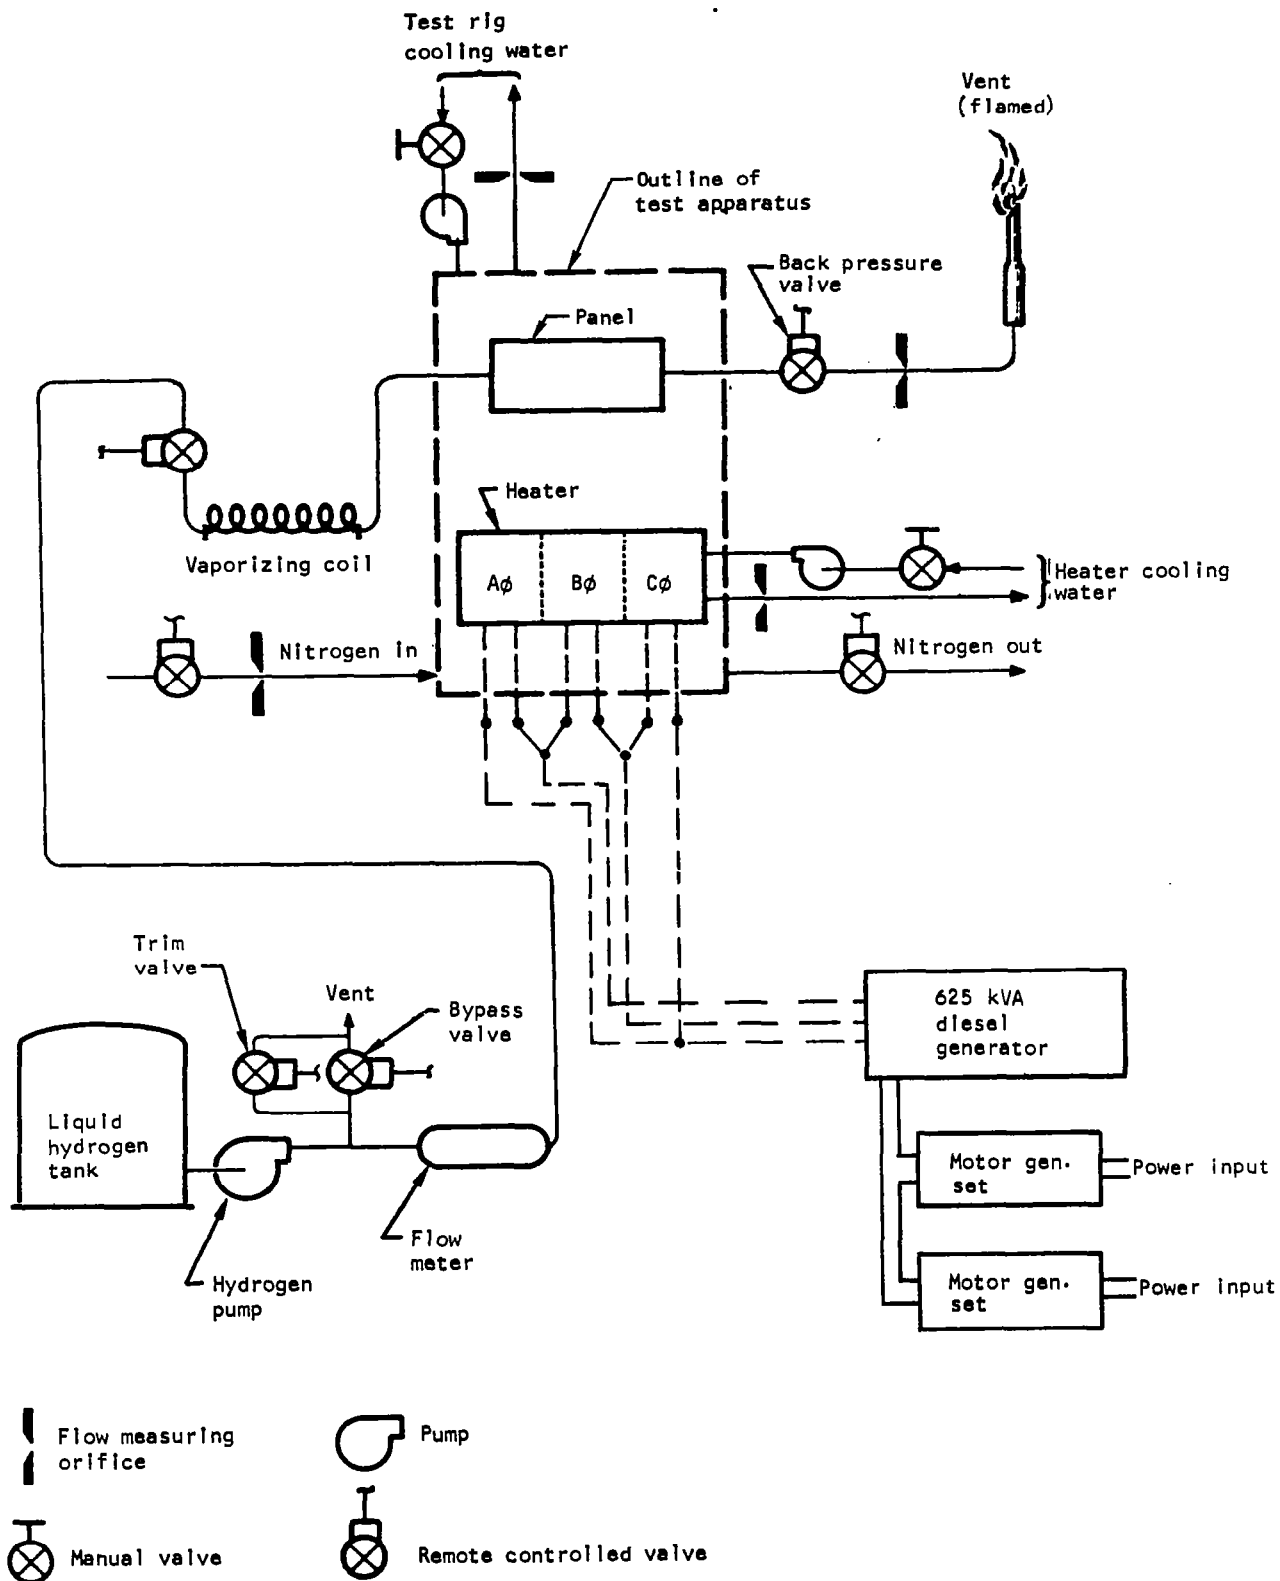 Test rig
cooling water
Vent
(flamed)
Outline of
test apparatus
Back pressure
valve
Panel
Heater
Vaporizing coil
Aø
Bø
Cø
Heater cooling
water
Nitrogen in
Nitrogen out
Trim
valve
Vent
Bypass
valve
625 kVA
diesel
generator
Liquid
hydrogen
tank
Motor gen.
set
Power input
Flow
meter
Hydrogen
pump
Motor gen.
set
Power input
Flow measuring
orifice
Pump
Manual valve
Remote controlled valve